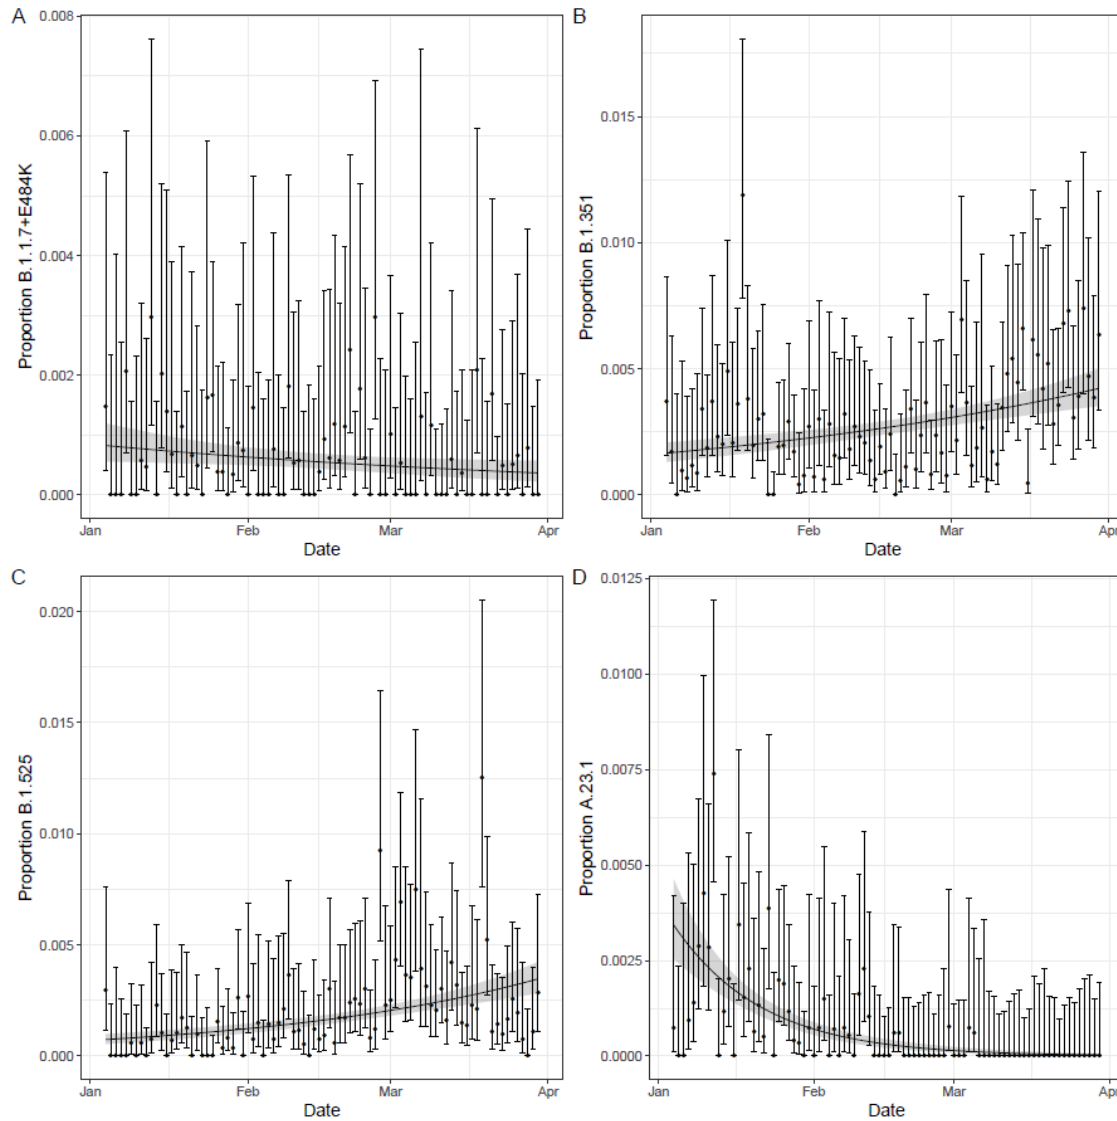 A
Proportion B.1.1.7+E484K
0.008
0.006
0.004
0.002
0.000
Jan
Feb
Mar
Apr
Date
B
Proportion B.1.351
0.015
0.010
0.005
0.000
Jan
Feb
Mar
Apr
Date
C
Proportion B.1.525
0.020
0.015
0.010
0.005
0.000
Jan
Feb
Mar
Apr
Date
D
Proportion A.23.1
0.0125
0.0100
0.0075
0.0050
0.0025
0.0000
Jan
Feb
Mar
Apr
Date